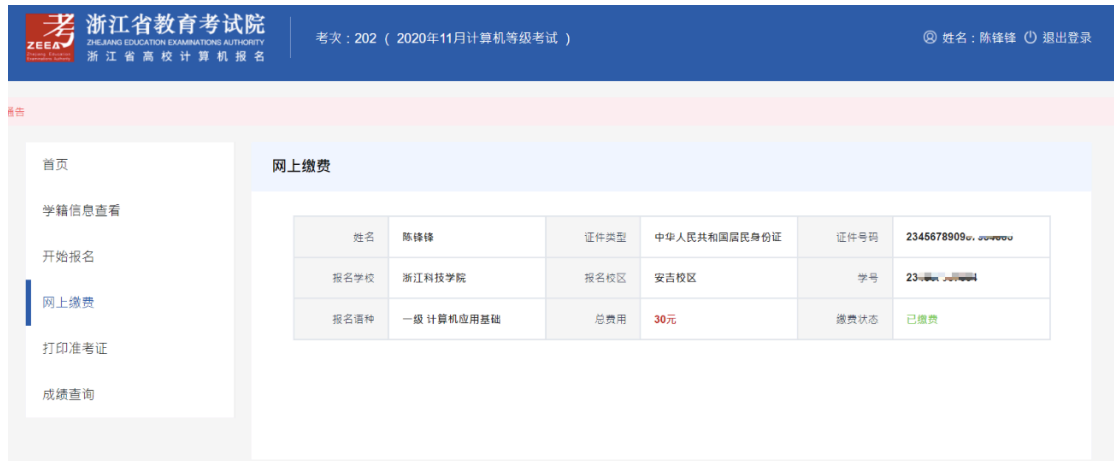 浙江省教育考试院
ZHEJIANG EDUCATION EXAMINATIONS AUTHORITY
浙江省高校计算机报名
考
ZEEA
Zhejiang Education
Examinations Authority
考次：202 （ 2020年11月计算机等级考试 ）
姓名：陈锋锋 退出登录
通告
首页
学籍信息查看
开始报名
网上缴费
打印准考证
成绩查询
网上缴费
姓名 陈锋锋 证件类型 中华人民共和国居民身份证 证件号码
报名学校 浙江科技学院 报名校区 安吉校区 学号
报名语种 一级 计算机应用基础 总费用 30元 缴费状态 已缴费